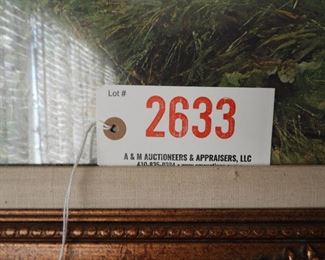 Lot #
2633
A & M AUCTIONEERS & APPRAISERS, LLC